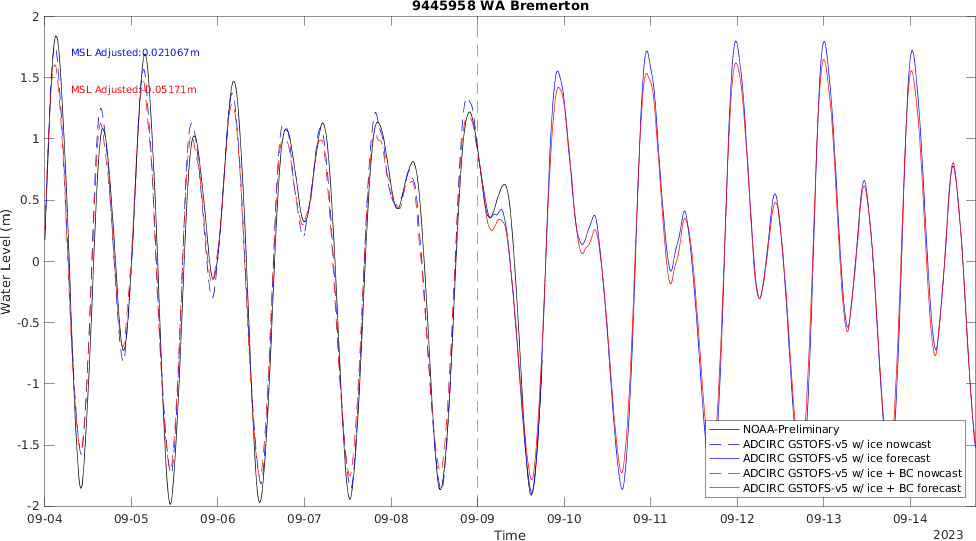 9445958 WA Bremerton
MSL Adjusted:0.021067m
MSL Adjusted:-0.05171m
2
1.5
1
0.5
0
-0.5
-1
-1.5
-2
Water Level (m)
NOAA-Preliminary
ADCIRC GSTOFS-v5 w/ ice nowcast
ADCIRC GSTOFS-v5 w/ ice forecast
ADCIRC GSTOFS-v5 w/ ice + BC nowcast
ADCIRC GSTOFS-v5 w/ ice + BC forecast
09-04 09-05 09-06 09-07 09-08 09-09 09-10 09-11 09-12 09-13 09-14
Time
2023